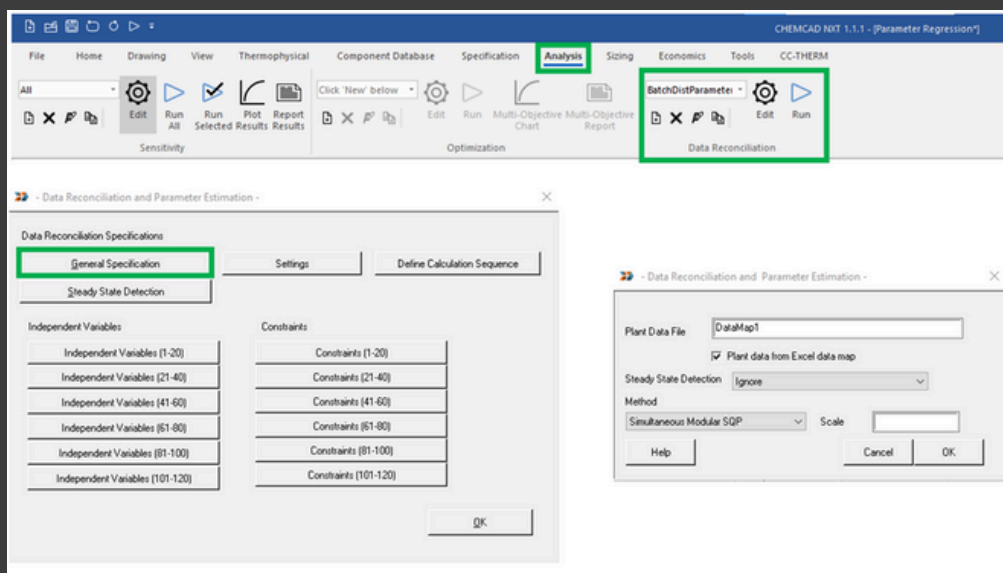 CHEMCAD NXT 1.1.1 - [Parameter Regression*]
File Home Drawing View Thermophysical Component Database Specification Analysis Sizing Economics Tools CC-THERM
All
Click 'New' below
BatchDistParameter
Edit Run All Run Selected Plot Results Report Results
Edit Run Multi-Objective Chart Multi-Objective Report
Edit Run
Sensitivity Optimization Data Reconciliation
- Data Reconciliation and Parameter Estimation -
Data Reconciliation Specifications
General Specification Settings Define Calculation Sequence
Steady State Detection
Independent Variables Constraints
Independent Variables (1-20) Constraints (1-20)
Independent Variables (21-40) Constraints (21-40)
Independent Variables (41-60) Constraints (41-60)
Independent Variables (61-80) Constraints (61-80)
Independent Variables (81-100) Constraints (81-100)
Independent Variables (101-120) Constraints (101-120)
OK
- Data Reconciliation and Parameter Estimation -
Plant Data File DataMap1
Plant data from Excel data map
Steady State Detection Ignore
Method
Simultaneous Modular SQP Scale
Help Cancel OK